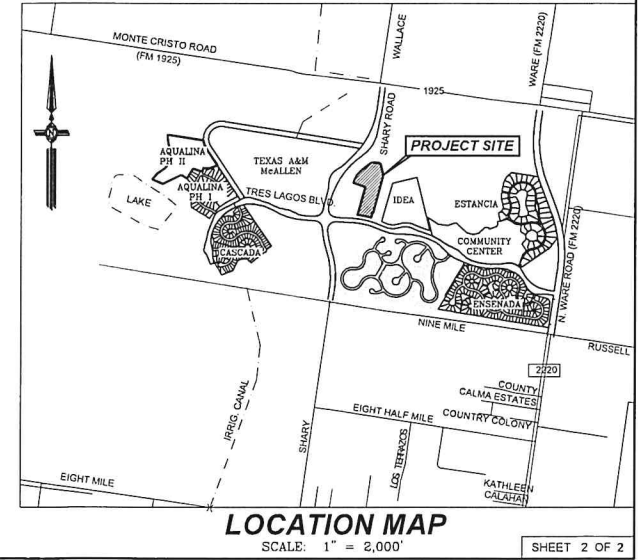 MONTE CRISTO ROAD
(FM 1925)
WALLACE
WARE (FM 2220)
1925
SHARY ROAD
N
AQUALINA
PH II
TEXAS A&M
McALLEN
PROJECT SITE
AQUALINA
PH I
TRES LAGOS BLVD.
IDEA
ESTANCIA
LAKE
COMMUNITY
CENTER
CASCADA
N. WARE ROAD (FM 2220)
ENSENADA
NINE MILE
RUSSELL
2220
IRRIG. CANAL
SHARY
COUNTY
CALMA ESTATES
EIGHT HALF MILE
COUNTRY COLONY
LOS TERRAZOS
EIGHT MILE
KATHLEEN
CALAHAN
LOCATION MAP
SCALE: 1" = 2,000'
SHEET 2 OF 2